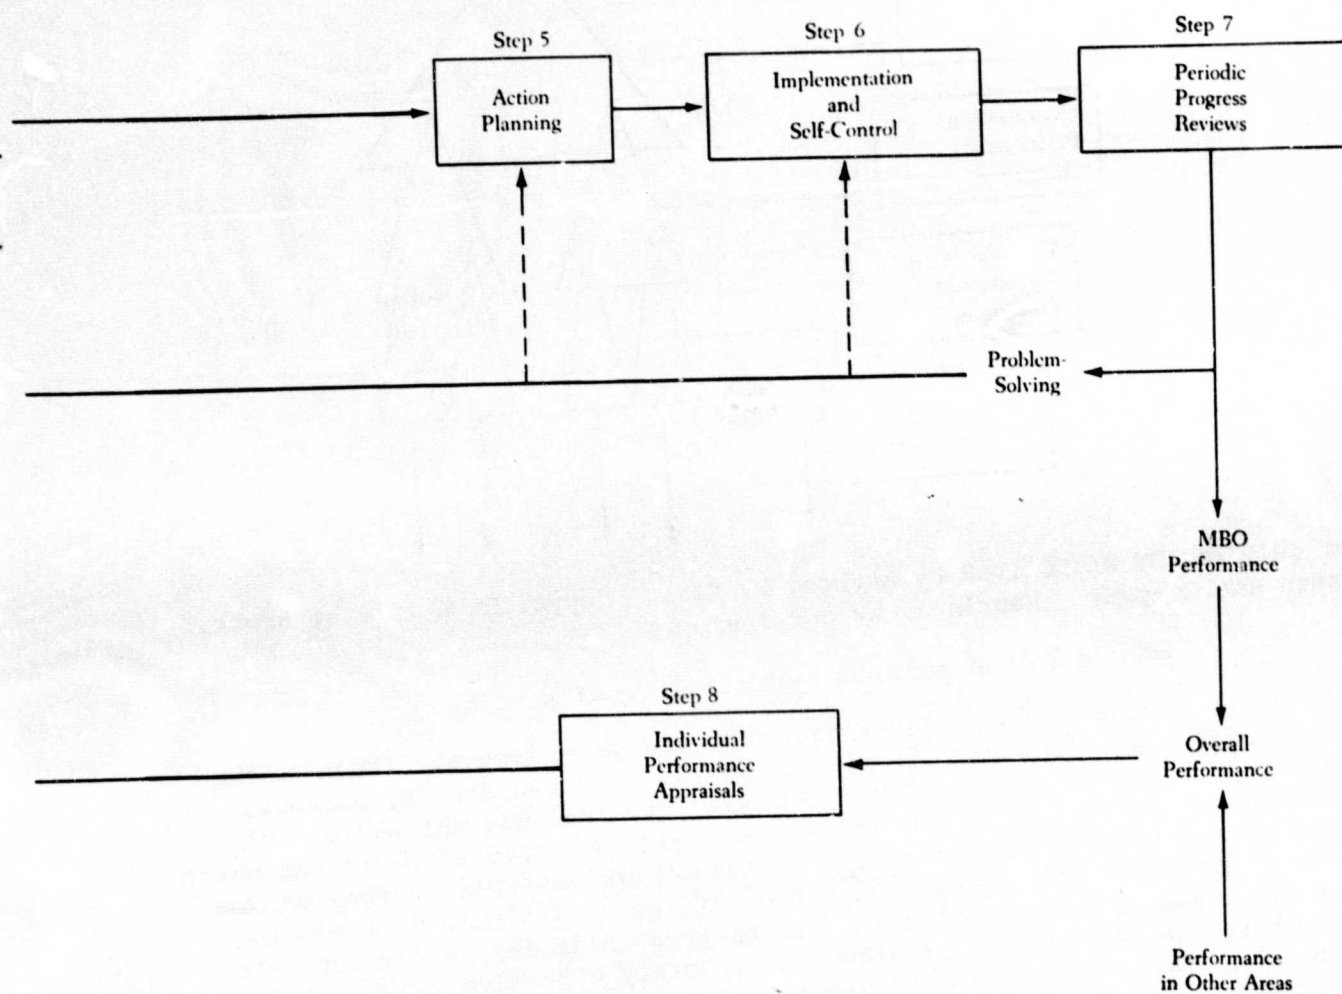 Step 5
Action
Planning
Step 6
Implementation
and
Self-Control
Step 7
Periodic
Progress
Reviews
Problem-
Solving
MBO
Performance
Step 8
Individual
Performance
Appraisals
Overall
Performance
Performance
in Other Areas